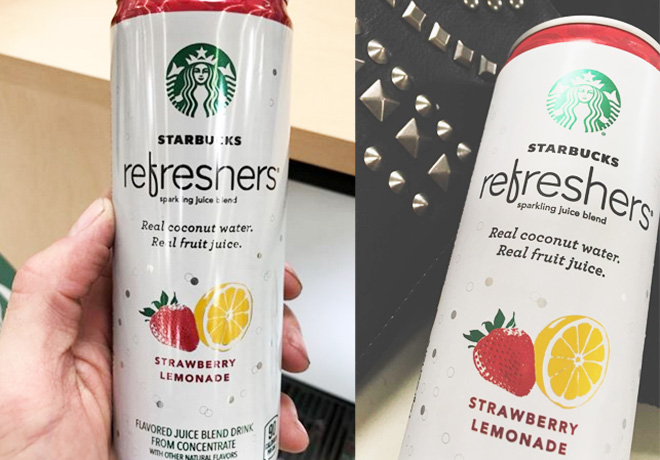 STARBUCKS
refreshers
sparkling juice blend
Real coconut water.
Real fruit juice.
STRAWBERRY
LEMONADE
FLAVORED JUICE BLEND DRINK
FROM CONCENTRATE
WITH OTHER NATURAL FLAVORS
90
STARBUCKS
refreshers
sparkling juice blend
Real coconut water.
Real fruit juice.
STRAWBERRY
LEMONADE